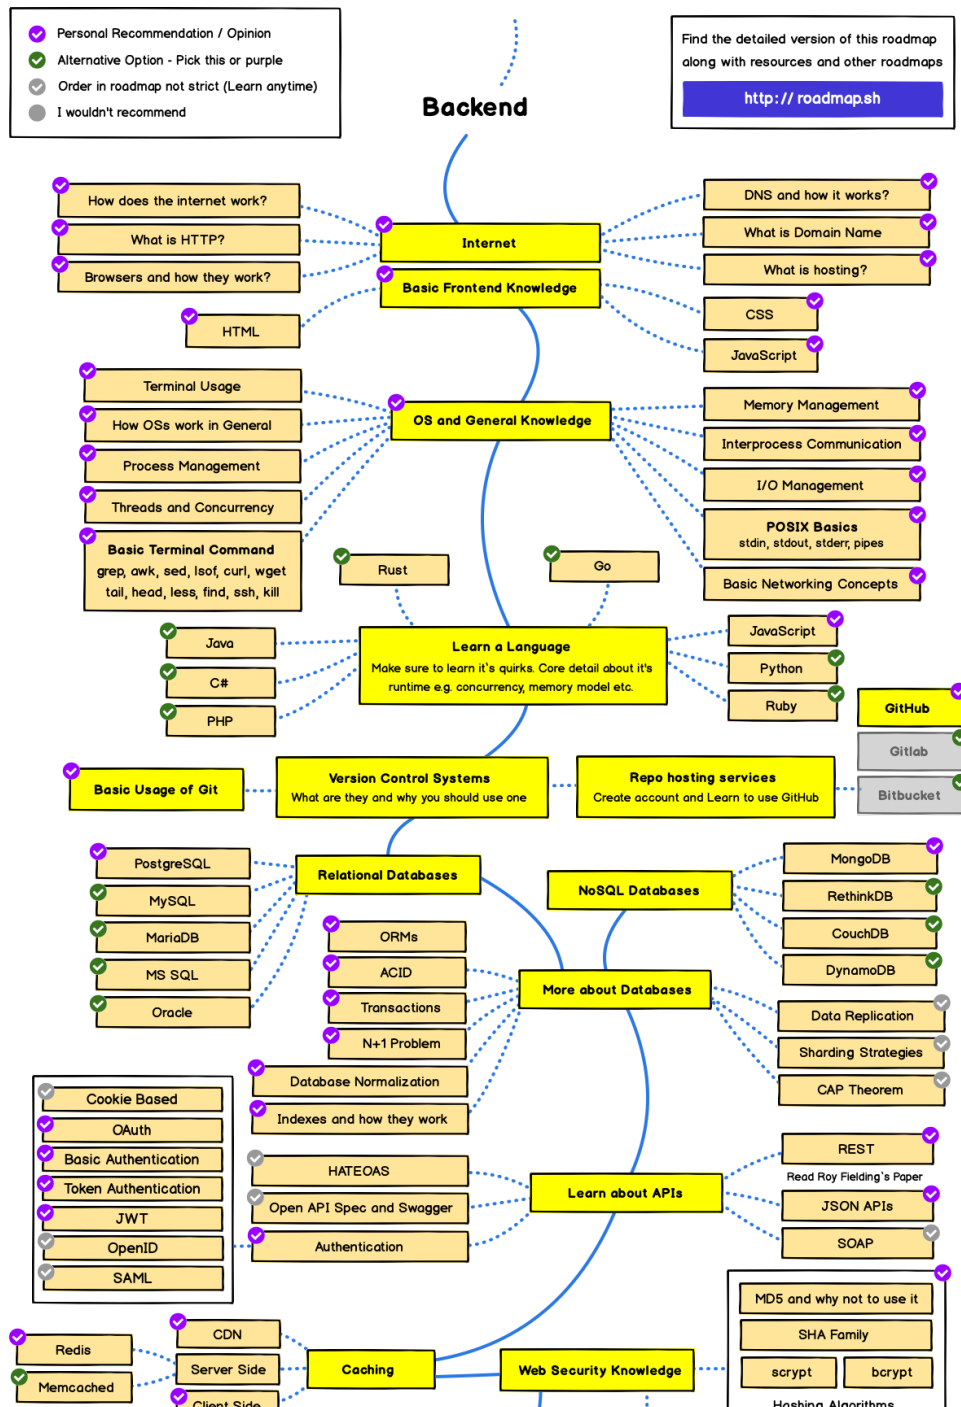 Personal Recommendation / Opinion
Alternative Option - Pick this or purple
Order in roadmap not strict (Learn anytime)
I wouldn't recommend
Backend
Find the detailed version of this roadmap
along with resources and other roadmaps
http://roadmap.sh
How does the internet work?
What is HTTP?
Browsers and how they work?
Internet
DNS and how it works?
What is Domain Name
What is hosting?
Basic Frontend Knowledge
HTML
CSS
JavaScript
Terminal Usage
How OSs work in General
Process Management
Threads and Concurrency
Basic Terminal Command
grep, awk, sed, lsof, curl, wget
tail, head, less, find, ssh, kill
OS and General Knowledge
Memory Management
Interprocess Communication
I/O Management
POSIX Basics
stdin, stdout, stderr, pipes
Basic Networking Concepts
Rust
Go
Java
C#
PHP
Learn a Language
Make sure to learn it`s quirks. Core detail about it's
runtime e.g. concurrency, memory model etc.
JavaScript
Python
Ruby
GitHub
Gitlab
Bitbucket
Basic Usage of Git
Version Control Systems
What are they and why you should use one
Repo hosting services
Create account and Learn to use GitHub
PostgreSQL
MySQL
MariaDB
MS SQL
Oracle
Relational Databases
NoSQL Databases
MongoDB
RethinkDB
CouchDB
DynamoDB
ORMs
ACID
Transactions
N+1 Problem
Database Normalization
Indexes and how they work
More about Databases
Data Replication
Sharding Strategies
CAP Theorem
Cookie Based
OAuth
Basic Authentication
Token Authentication
JWT
OpenID
SAML
HATEOAS
Open API Spec and Swagger
Authentication
Learn about APIs
REST
Read Roy Fielding`s Paper
JSON APIs
SOAP
Redis
Memcached
CDN
Server Side
Client Side
Caching
Web Security Knowledge
MD5 and why not to use it
SHA Family
scrypt
bcrypt
Hashing Algorithms